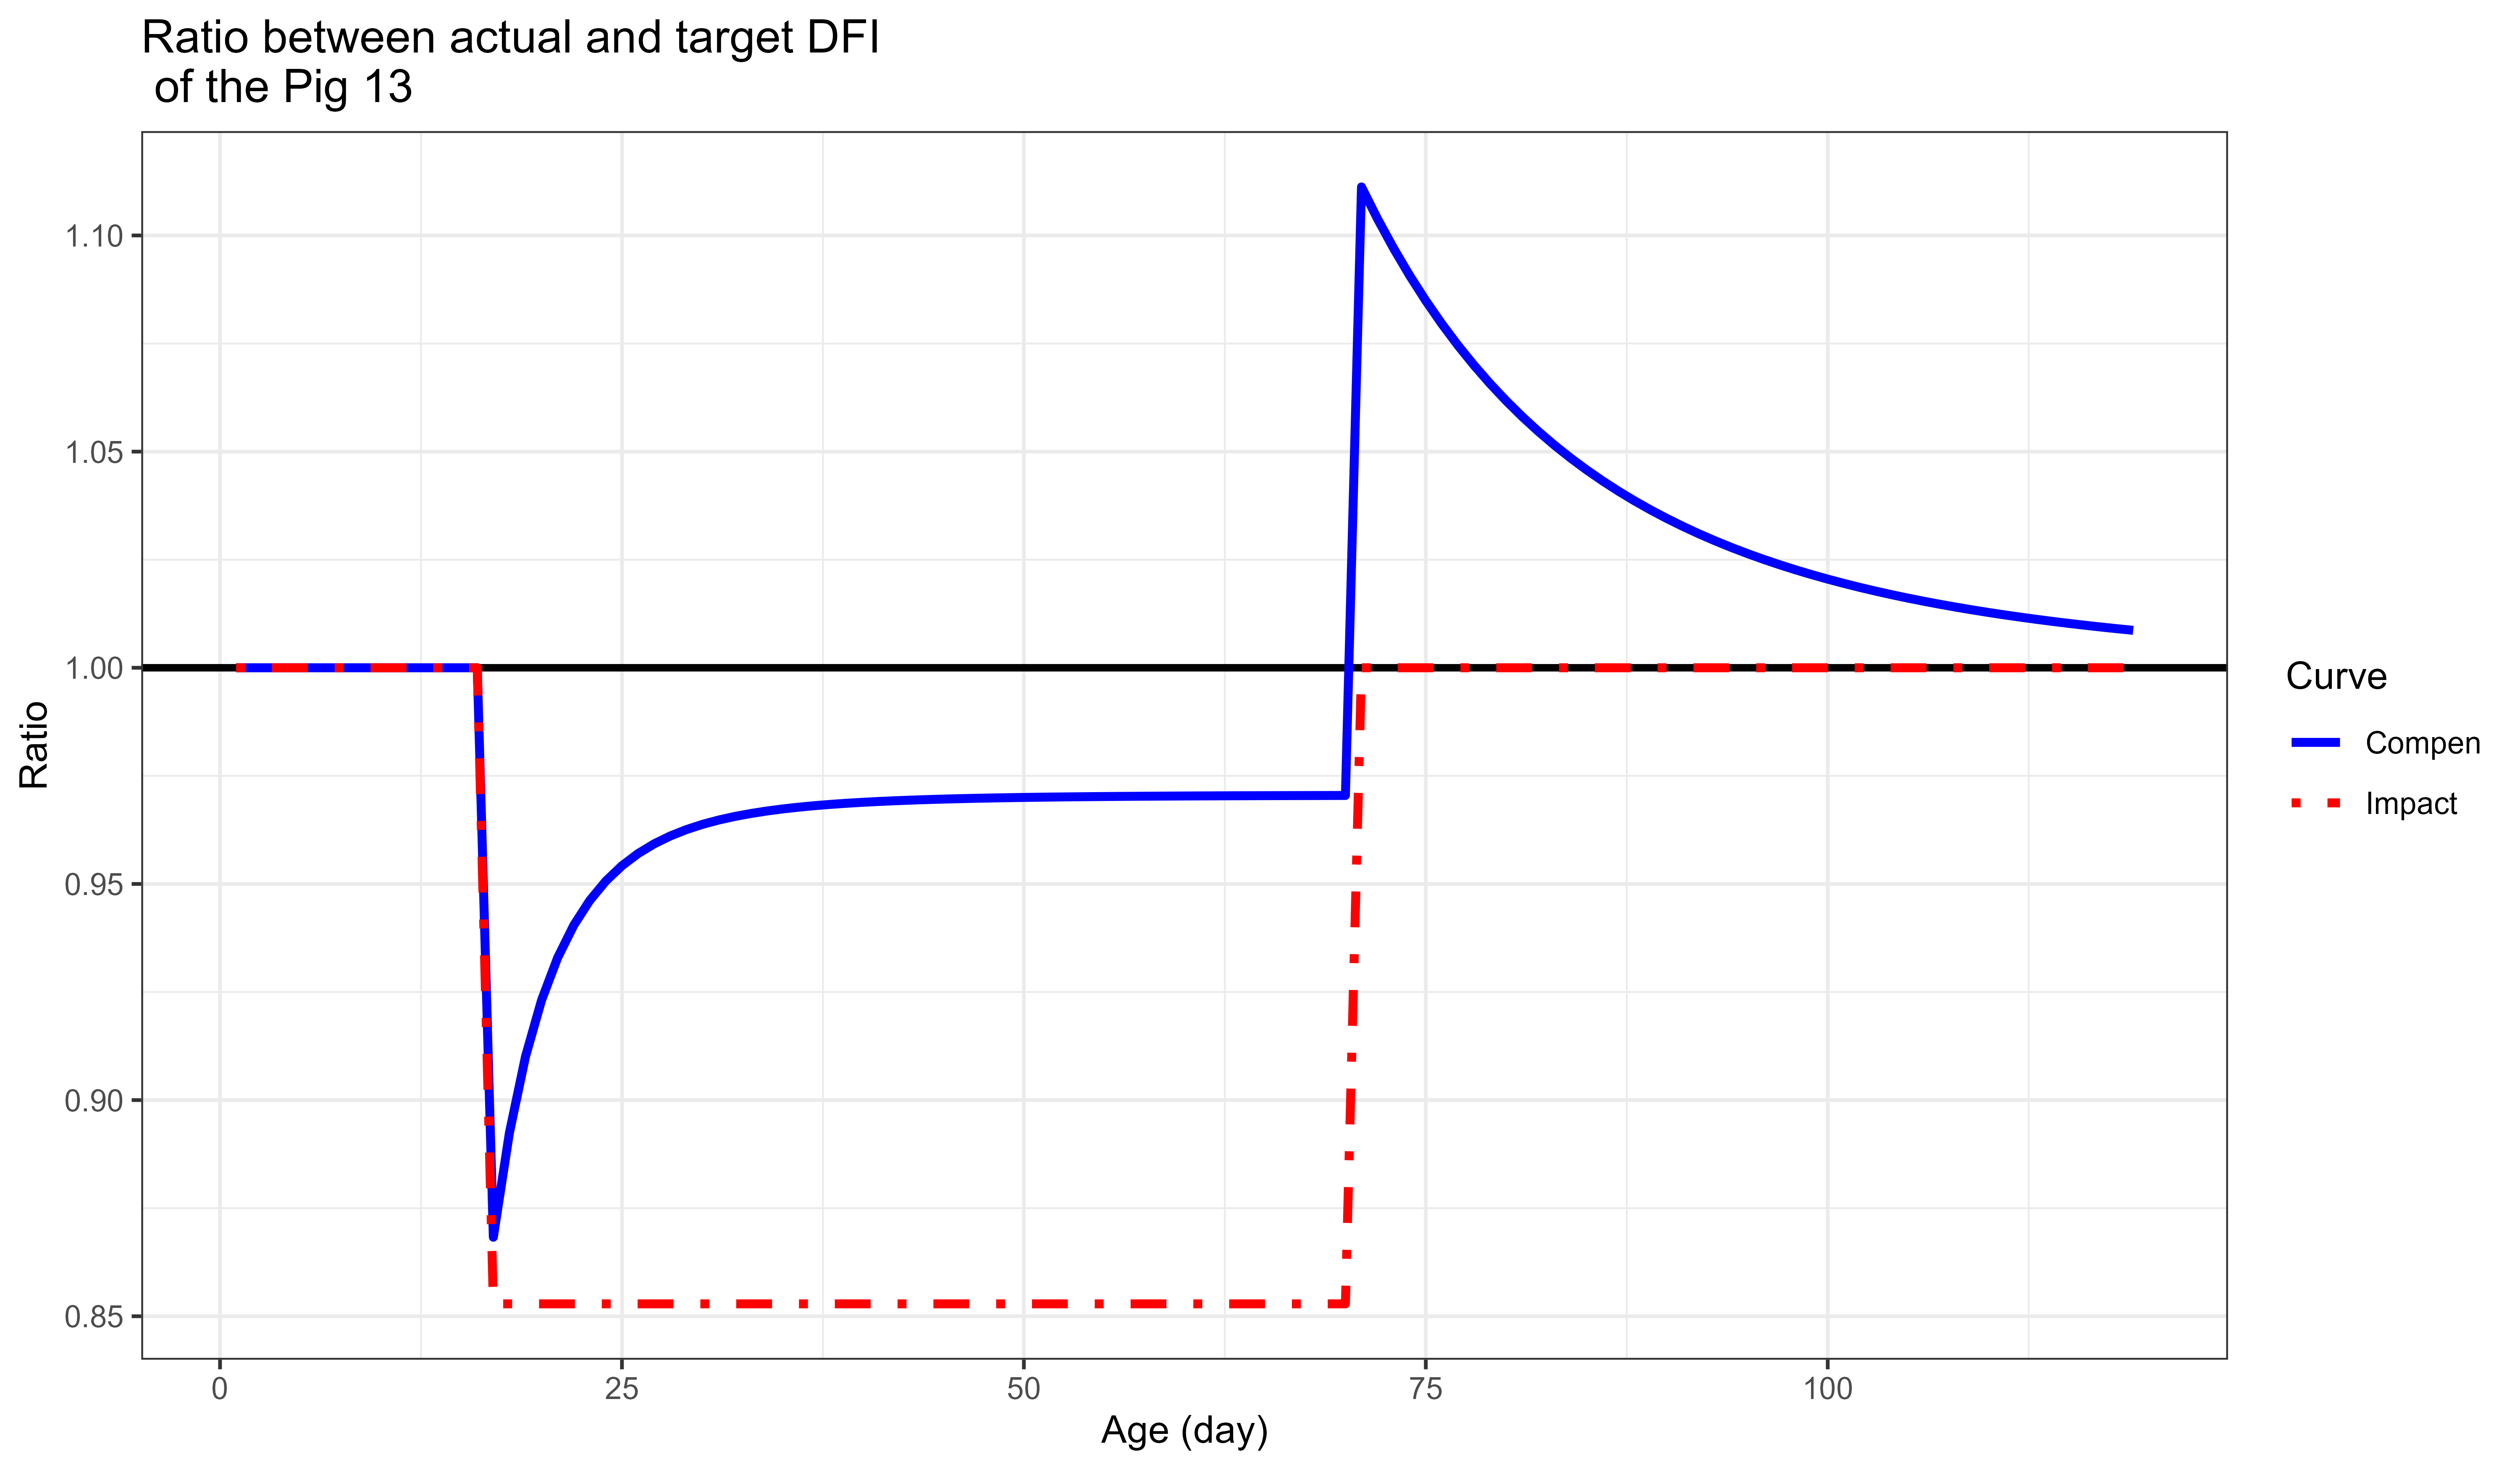 Ratio between actual and target DFI
of the Pig 13
1.10
1.05
1.00
0.95
0.90
0.85
Ratio
0
25
50
75
100
Age (day)
Curve
Compen
Impact